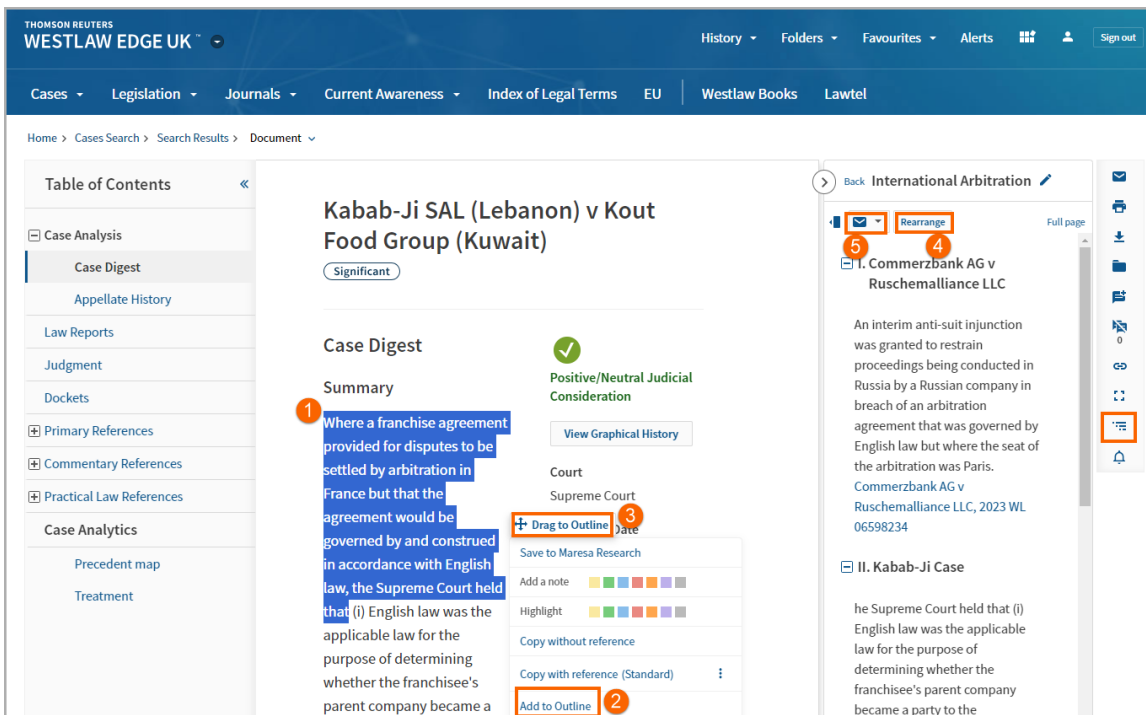 THOMSON REUTERS
WESTLAW EDGE UK™
History
Folders
Favourites
Alerts
Sign out
Cases
Legislation
Journals
Current Awareness
Index of Legal Terms
EU
Westlaw Books
Lawtel
Home > Cases Search > Search Results > Document
Table of Contents
«
Case Analysis
Case Digest
Appellate History
Law Reports
Judgment
Dockets
Primary References
Commentary References
Practical Law References
Case Analytics
Precedent map
Treatment
Kabab-Ji SAL (Lebanon) v Kout
Food Group (Kuwait)
Significant
Case Digest
Summary
1
Where a franchise agreement
provided for disputes to be
settled by arbitration in
France but that the
agreement would be
governed by and construed
in accordance with English
law, the Supreme Court held
that (i) English law was the
applicable law for the
purpose of determining
whether the franchisee's
parent company became a
Positive/Neutral Judicial
Consideration
View Graphical History
Court
Supreme Court
Date
Drag to Outline
3
Save to Maresa Research
Add a note
Highlight
Copy without reference
Copy with reference (Standard)
Add to Outline
2
Back International Arbitration
Rearrange
Full page
5
4
I. Commerzbank AG v
Ruschemalliance LLC
An interim anti-suit injunction
was granted to restrain
proceedings being conducted in
Russia by a Russian company in
breach of an arbitration
agreement that was governed by
English law but where the seat of
the arbitration was Paris.
Commerzbank AG v
Ruschemalliance LLC, 2023 WL
06598234
II. Kabab-Ji Case
he Supreme Court held that (i)
English law was the applicable
law for the purpose of
determining whether the
franchisee's parent company
became a party to the
0